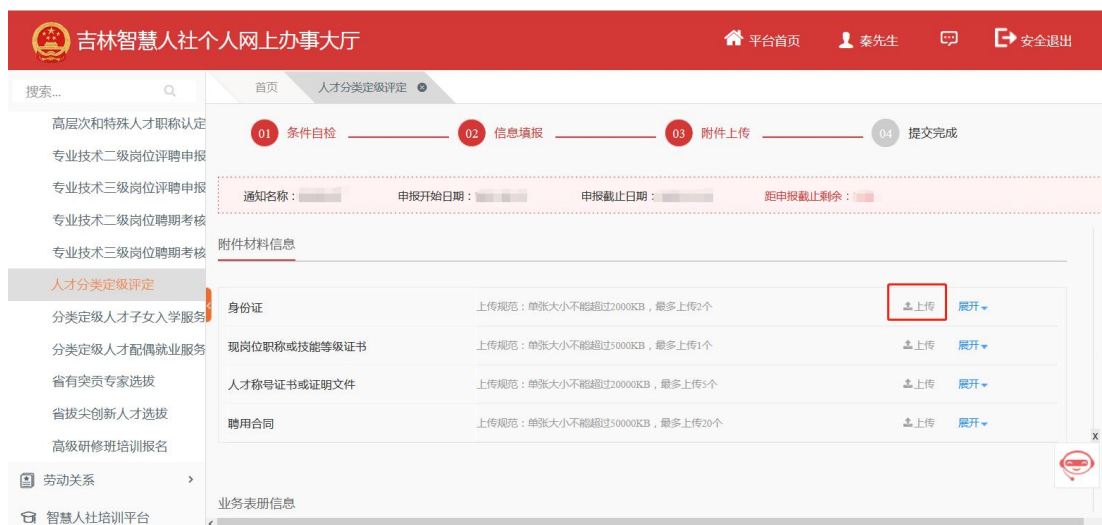 吉林智慧人社个人网上办事大厅
平台首页
秦先生
安全退出
搜索...
首页
人才分类定级评定
高层次和特殊人才职称认定
专业技术二级岗位评聘申报
专业技术三级岗位评聘申报
专业技术二级岗位聘期考核
专业技术三级岗位聘期考核
人才分类定级评定
分类定级人才子女入学服务
分类定级人才配偶就业服务
省有突贡专家选拔
省拔尖创新人才选拔
高级研修班培训报名
劳动关系
智慧人社培训平台
01 条件自检
02 信息填报
03 附件上传
04 提交完成
通知名称： 申报开始日期： 申报截止日期： 距申报截止剩余：
附件材料信息
身份证 上传规范：单张大小不能超过2000KB，最多上传2个 上传 展开
现岗位职称或技能等级证书 上传规范：单张大小不能超过5000KB，最多上传1个 上传 展开
人才称号证书或证明文件 上传规范：单张大小不能超过20000KB，最多上传5个 上传 展开
聘用合同 上传规范：单张大小不能超过50000KB，最多上传20个 上传 展开
x
业务表册信息